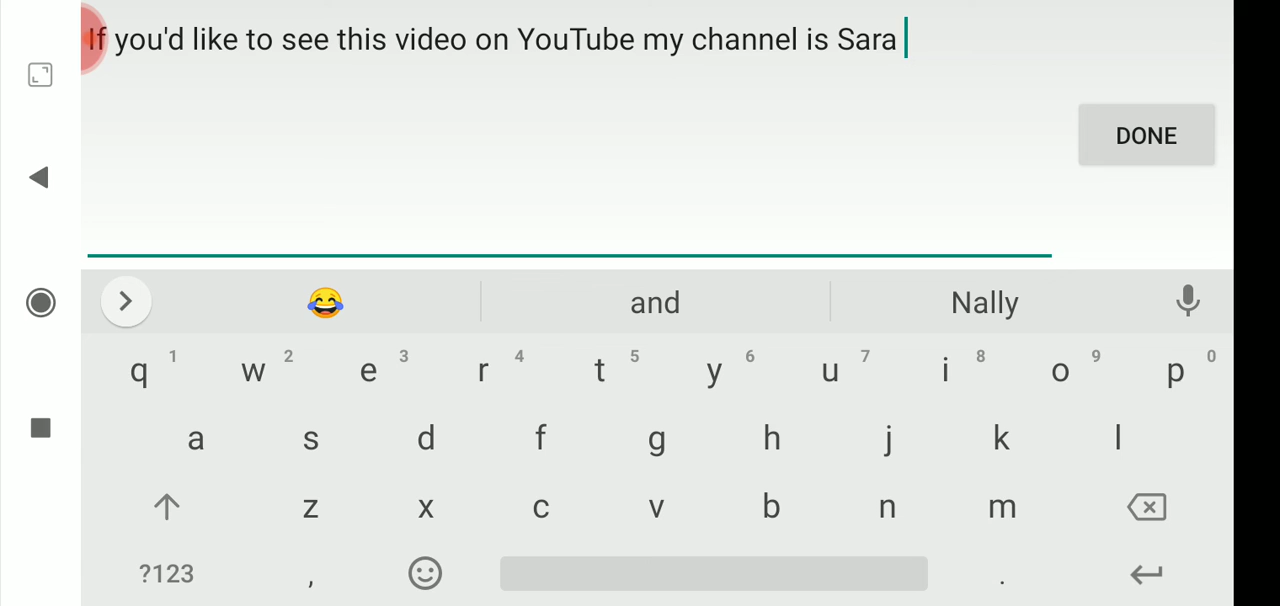 If you'd like to see this video on YouTube my channel is Sara
DONE
😂 and Nally
q 1 w 2 e 3 r 4 t 5 y 6 u 7 i 8 o 9 p 0
a s d f g h j k l
z x c v b n m
?123 , .